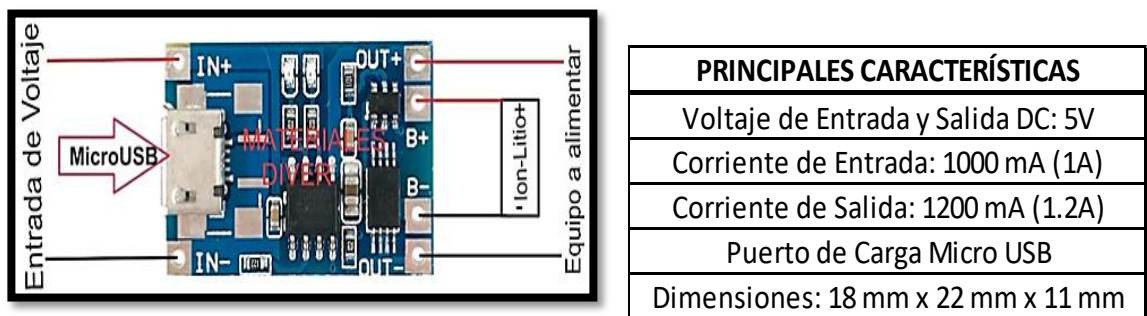 Entrada de Voltaje
MicroUSB
IN+
IN-
MATERIALES
DIVER
OUT+
B+
B-
OUT-
"Ion-Litio+
Equipo a alimentar
PRINCIPALES CARACTERÍSTICAS
Voltaje de Entrada y Salida DC: 5V
Corriente de Entrada: 1000 mA (1A)
Corriente de Salida: 1200 mA (1.2A)
Puerto de Carga Micro USB
Dimensiones: 18 mm x 22 mm x 11 mm